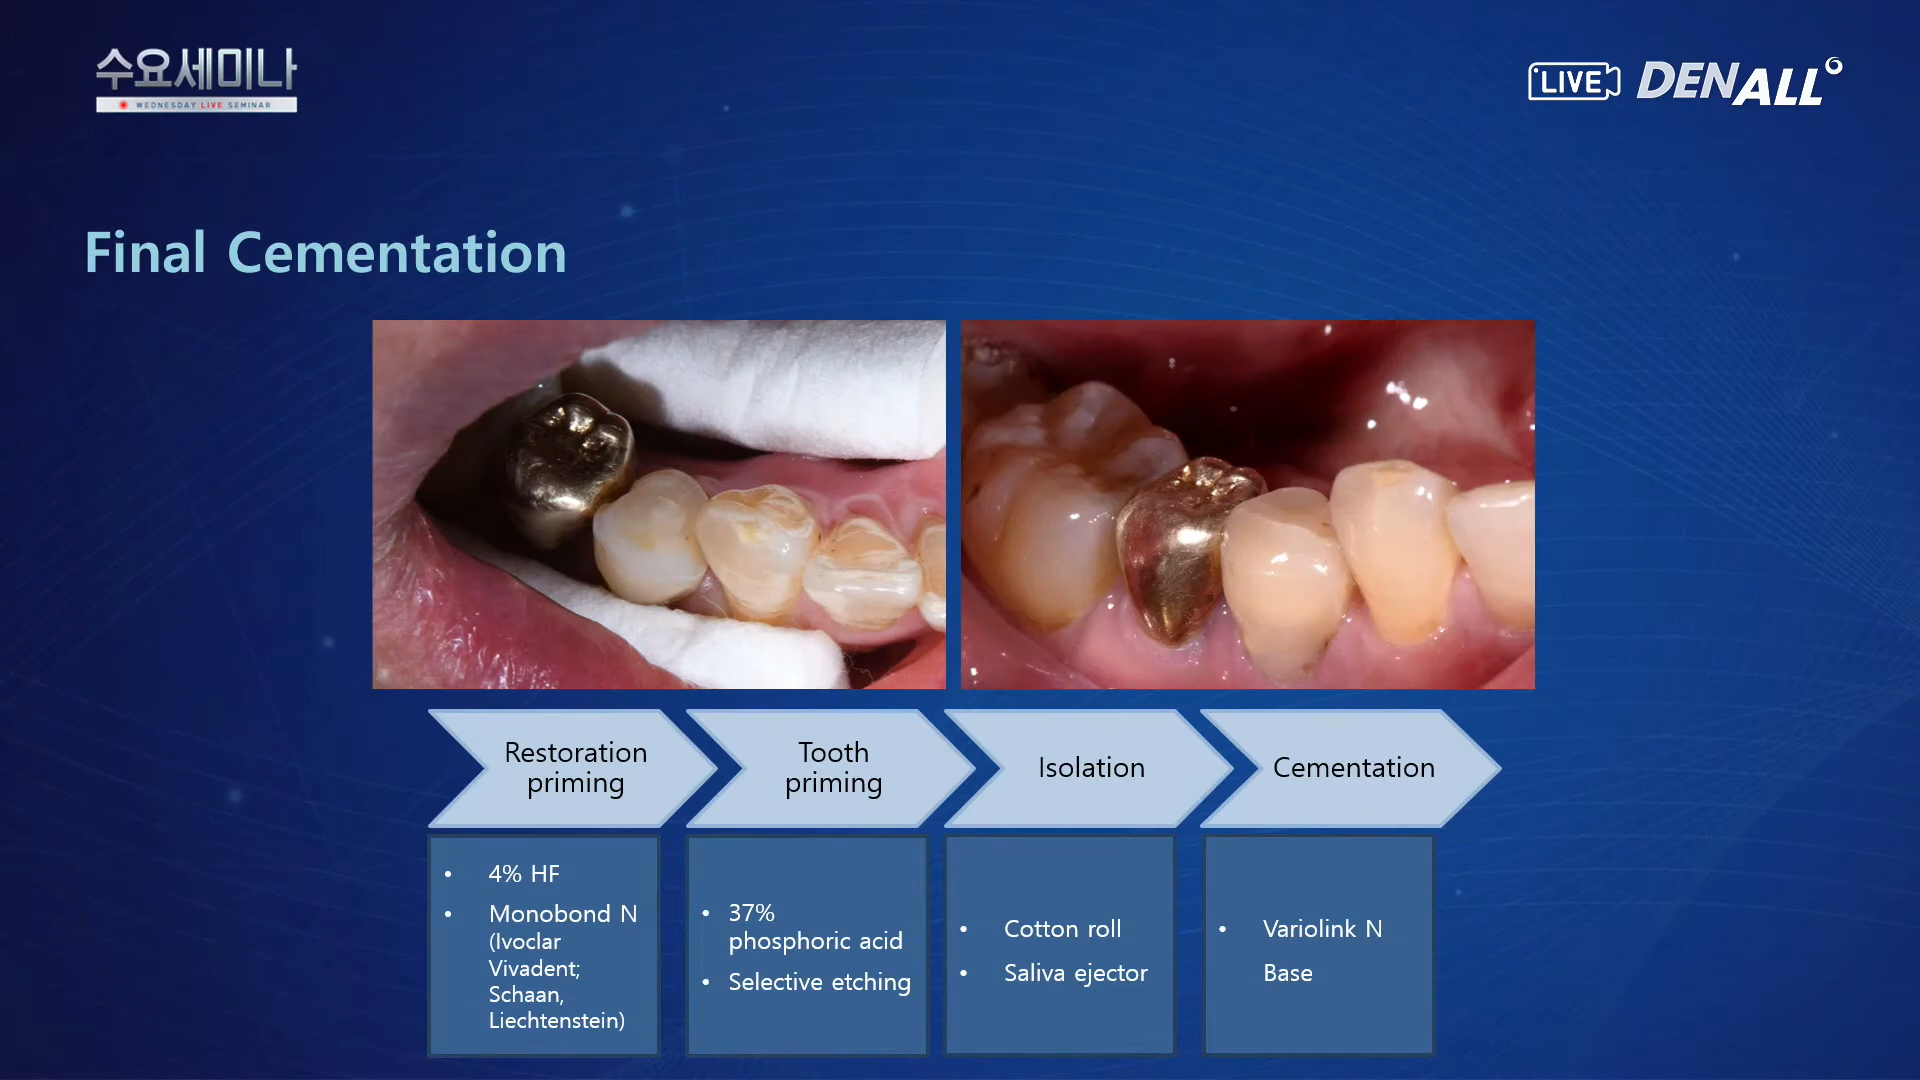 수요세미나
WEDNESDAY LIVE SEMINAR
LIVE DENALL
Final Cementation
Restoration
priming
Tooth
priming
Isolation
Cementation
• 4% HF
• Monobond N
(Ivoclar
Vivadent;
Schaan,
Liechtenstein)
• 37%
phosphoric acid
• Selective etching
• Cotton roll
• Saliva ejector
• Variolink N
Base